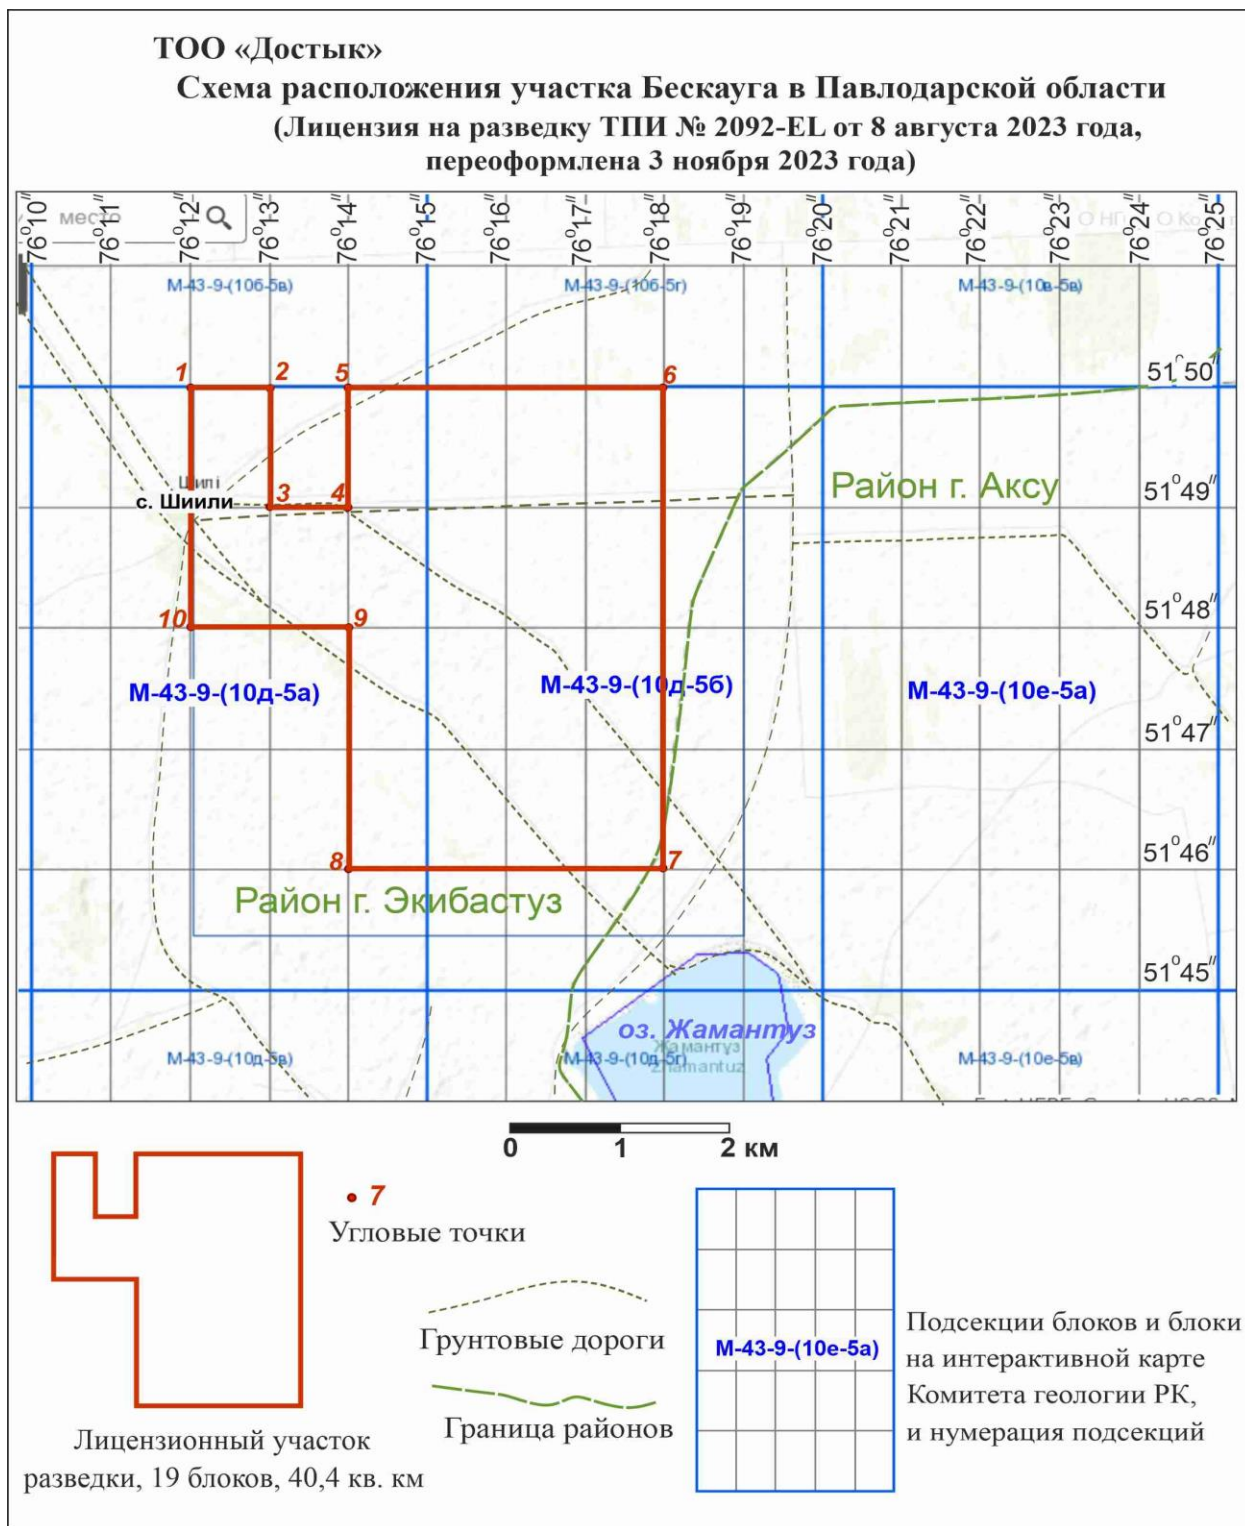 ТОО «Достык»
Схема расположения участка Бескауга в Павлодарской области
(Лицензия на разведку ТПИ № 2092-EL от 8 августа 2023 года,
переоформлена 3 ноября 2023 года)
место
76°10" 76°11" 76°12" 76°13" 76°14" 76°15" 76°16" 76°17" 76°18" 76°19" 76°20" 76°21" 76°22" 76°23" 76°24" 76°25"
М-43-9-(10б-5в) М-43-9-(10б-5г) М-43-9-(10в-5в)
1 2 5 6 51°50"
Шилі
с. Шиили 3 4 Район г. Аксу 51°49"
10 9 51°48"
М-43-9-(10д-5а) М-43-9-(10д-5б) М-43-9-(10е-5а)
51°47"
8 7 51°46"
Район г. Экибастуз
51°45"
оз. Жамантуз
Жамантұз
Zhamantuz
М-43-9-(10д-5в) М-43-9-(10д-5г) М-43-9-(10е-5в)
0 1 2 км
7
Угловые точки
Грунтовые дороги
Граница районов
М-43-9-(10е-5а)
Подсекции блоков и блоки
на интерактивной карте
Комитета геологии РК,
и нумерация подсекций
Лицензионный участок
разведки, 19 блоков, 40,4 кв. км